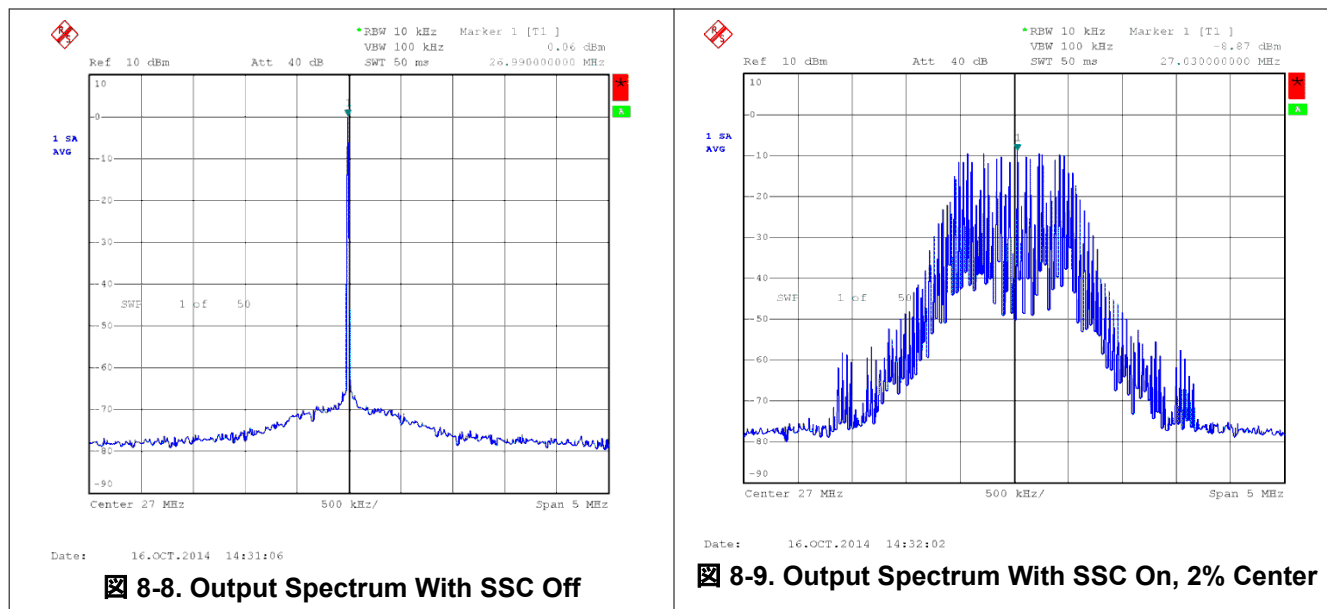 R S
*RBW 10 kHz Marker 1 [T1 ]
VBW 100 kHz 0.06 dBm
Ref 10 dBm Att 40 dB SWT 50 ms 26.990000000 MHz
10
1
0
A
1 SA
AVG
-10
-20
-30
-40
SWP 1 of 50
-50
-60
-70
-80
-90
Center 27 MHz 500 kHz/ Span 5 MHz
Date: 16.OCT.2014 14:31:06
図 8-8. Output Spectrum With SSC Off
R S
*RBW 10 kHz Marker 1 [T1 ]
VBW 100 kHz -8.87 dBm
Ref 10 dBm Att 40 dB SWT 50 ms 27.030000000 MHz
10
A
0
1 SA
AVG
1
-10
-20
-30
-40
SWP 1 of 50
-50
-60
-70
-80
-90
Center 27 MHz 500 kHz/ Span 5 MHz
Date: 16.OCT.2014 14:32:02
図 8-9. Output Spectrum With SSC On, 2% Center